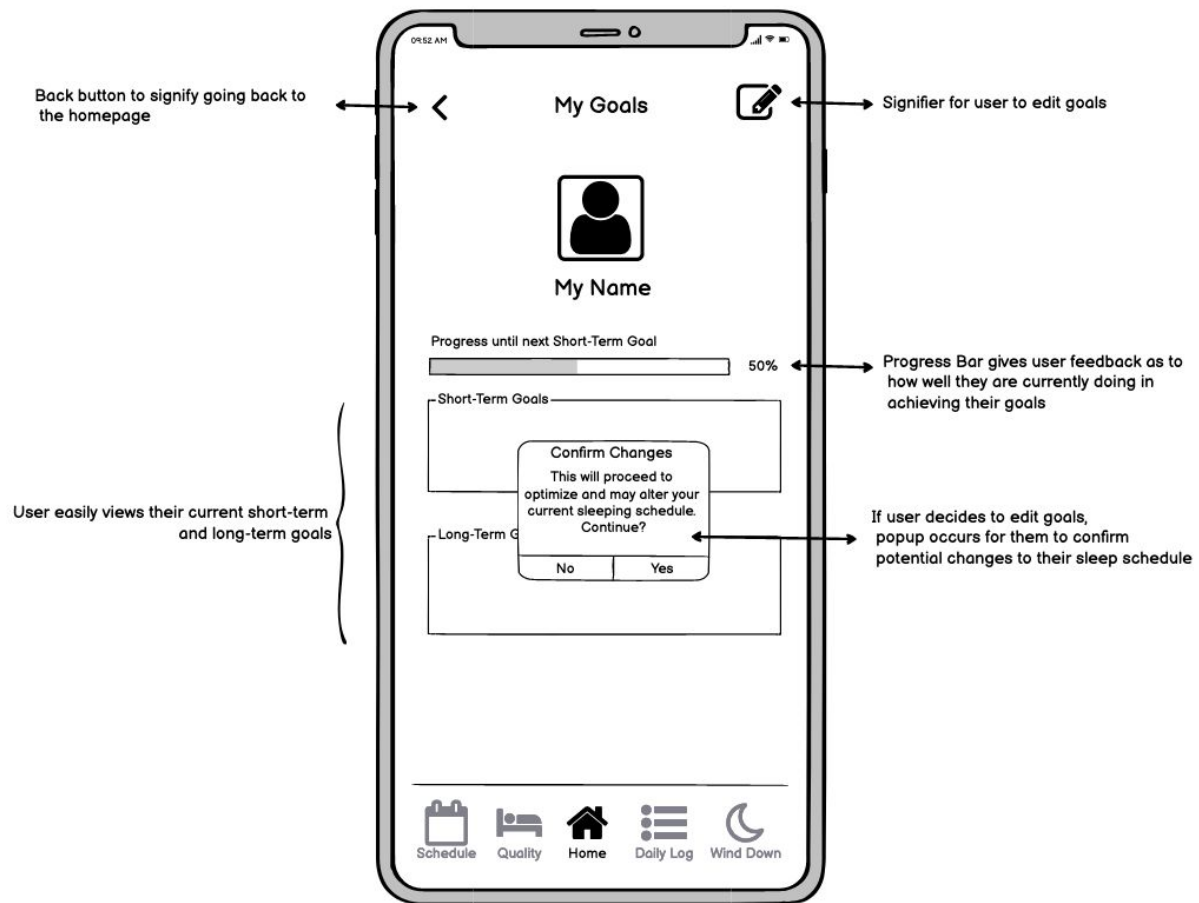 09:52 AM
Back button to signify going back to
the homepage
My Goals
Signifier for user to edit goals
My Name
Progress until next Short-Term Goal
50%
Progress Bar gives user feedback as to
how well they are currently doing in
achieving their goals
Short-Term Goals
Confirm Changes
This will proceed to
optimize and may alter your
current sleeping schedule.
Continue?
No
Yes
User easily views their current short-term
and long-term goals
Long-Term G
If user decides to edit goals,
popup occurs for them to confirm
potential changes to their sleep schedule
Schedule
Quality
Home
Daily Log
Wind Down